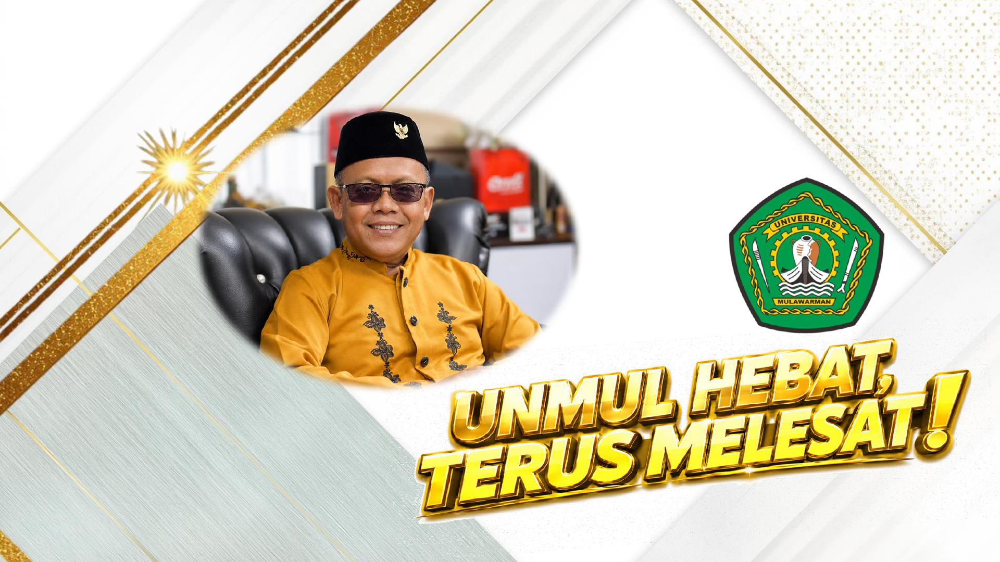 UNIVERSITAS
MULAWARMAN
UNMUL HEBAT,
TERUS MELESAT!